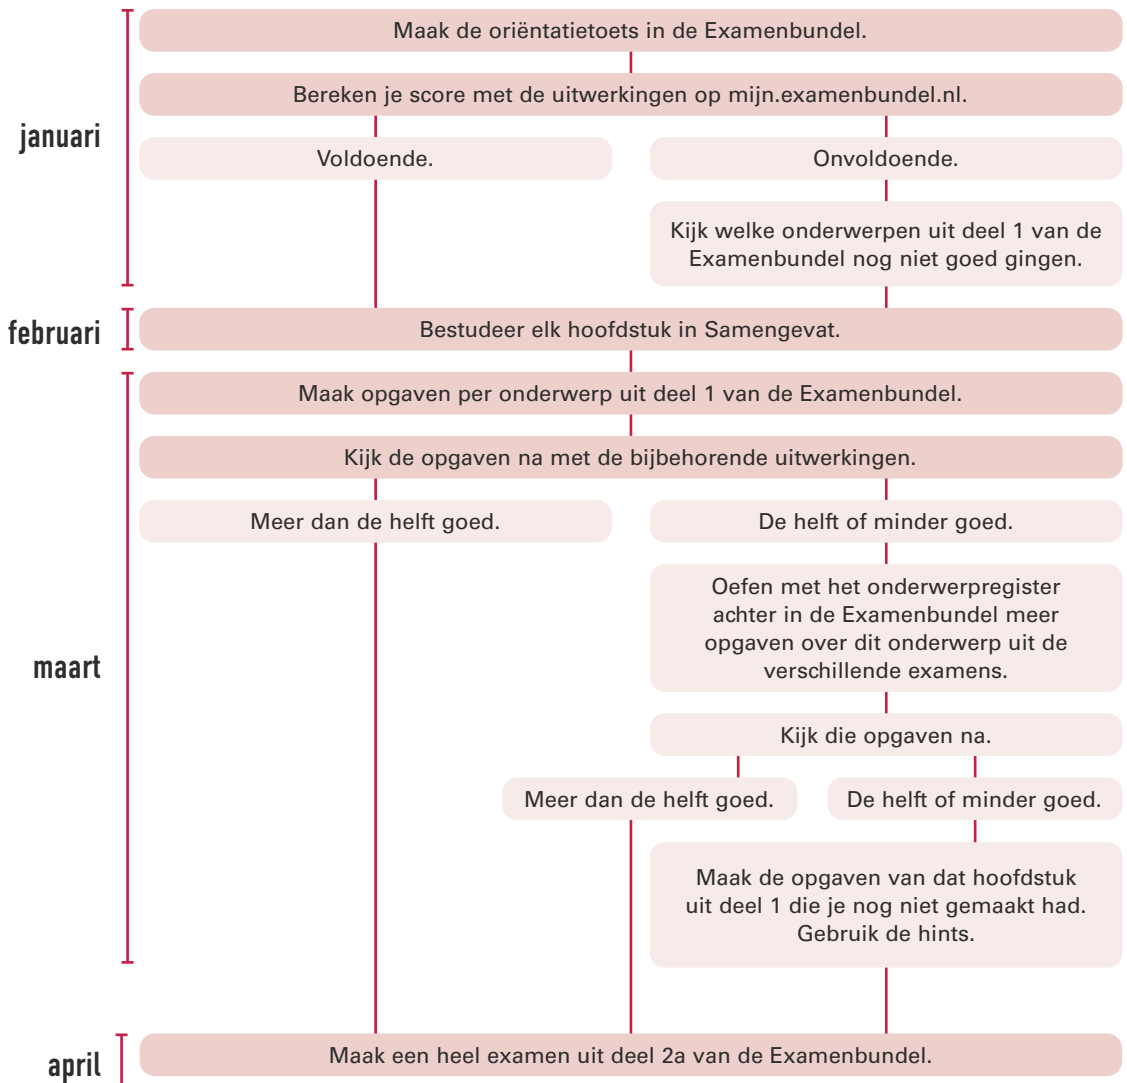 januari
Maak de oriëntatietoets in de Examenbundel.
Bereken je score met de uitwerkingen op mijn.examenbundel.nl.
Voldoende.
Onvoldoende.
Kijk welke onderwerpen uit deel 1 van de
Examenbundel nog niet goed gingen.
februari
Bestudeer elk hoofdstuk in Samengevat.
maart
Maak opgaven per onderwerp uit deel 1 van de Examenbundel.
Kijk de opgaven na met de bijbehorende uitwerkingen.
Meer dan de helft goed.
De helft of minder goed.
Oefen met het onderwerpregister
achter in de Examenbundel meer
opgaven over dit onderwerp uit de
verschillende examens.
Kijk die opgaven na.
Meer dan de helft goed.
De helft of minder goed.
Maak de opgaven van dat hoofdstuk
uit deel 1 die je nog niet gemaakt had.
Gebruik de hints.
april
Maak een heel examen uit deel 2a van de Examenbundel.